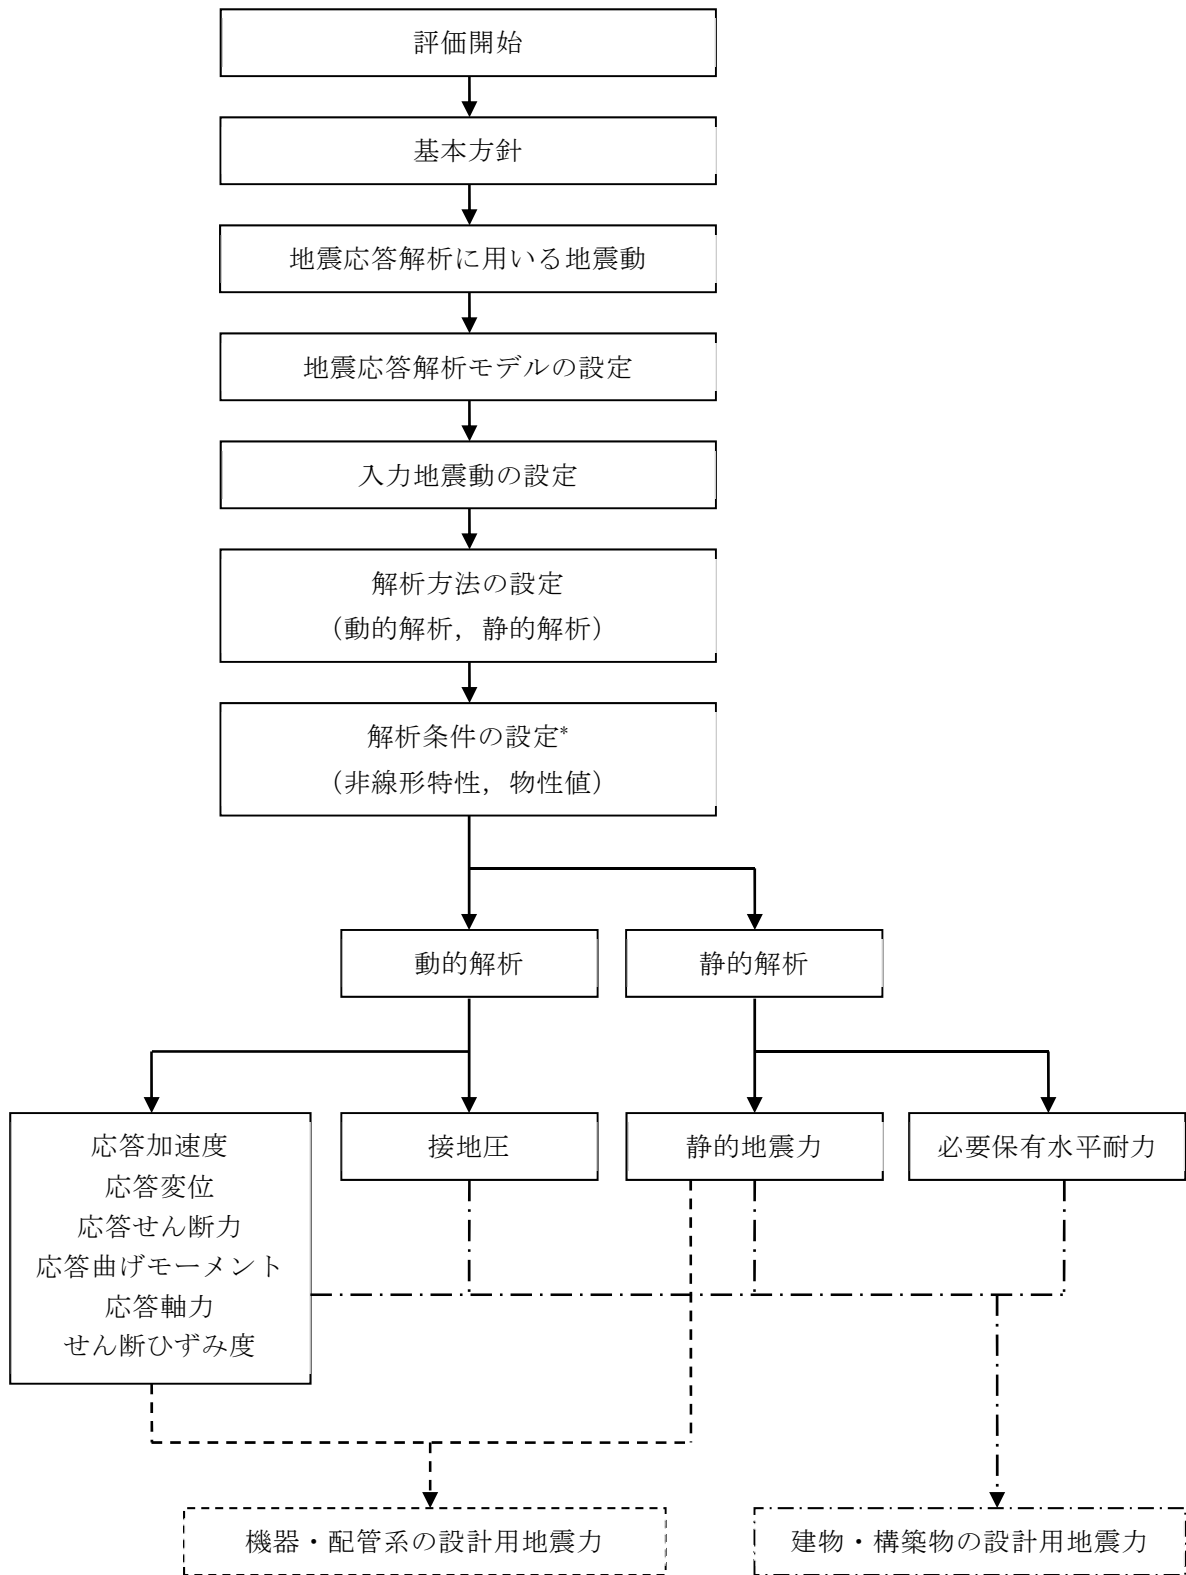 評価開始
基本方針
地震応答解析に用いる地震動
地震応答解析モデルの設定
入力地震動の設定
解析方法の設定
（動的解析，静的解析）
解析条件の設定*
（非線形特性，物性値）
動的解析
静的解析
応答加速度
応答変位
応答せん断力
応答曲げモーメント
応答軸力
せん断ひずみ度
接地圧
静的地震力
必要保有水平耐力
機器・配管系の設計用地震力
建物・構築物の設計用地震力